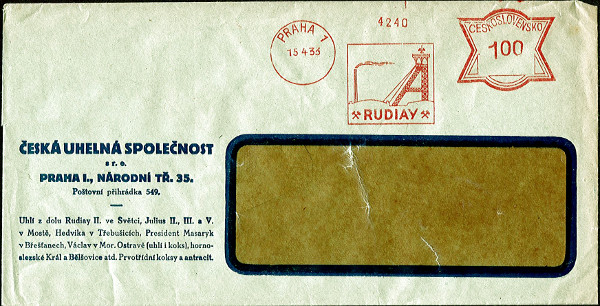 4240
PRAHA 1
15 4 33
ČESKOSLOVENSKO
100
RUDIAY
ČESKÁ UHELNÁ SPOLEČNOST
s r. o.
PRAHA I., NÁRODNÍ TŘ. 35.
Poštovní přihrádka 549.
Uhlí z dolu Rudiay II. ve Světci, Julius II., III. a V.
v Mostě, Hedvika v Třebušicích, President Masaryk
v Břešťanech, Václav v Mor. Ostravě (uhlí i koks), horno-
slezské Král a Bělšovice atd. Prvotřídní koksy a antracit.